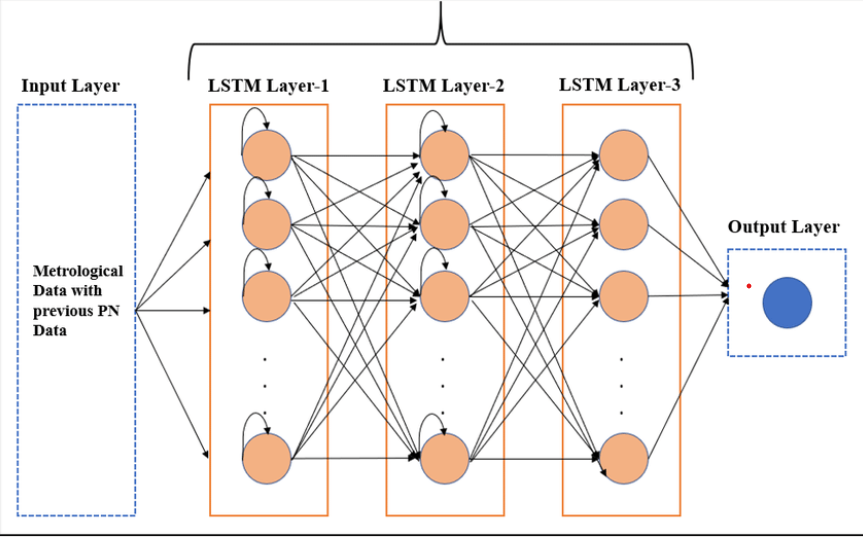 Input Layer
LSTM Layer-1
LSTM Layer-2
LSTM Layer-3
Metrological
Data with
previous PN
Data
Output Layer